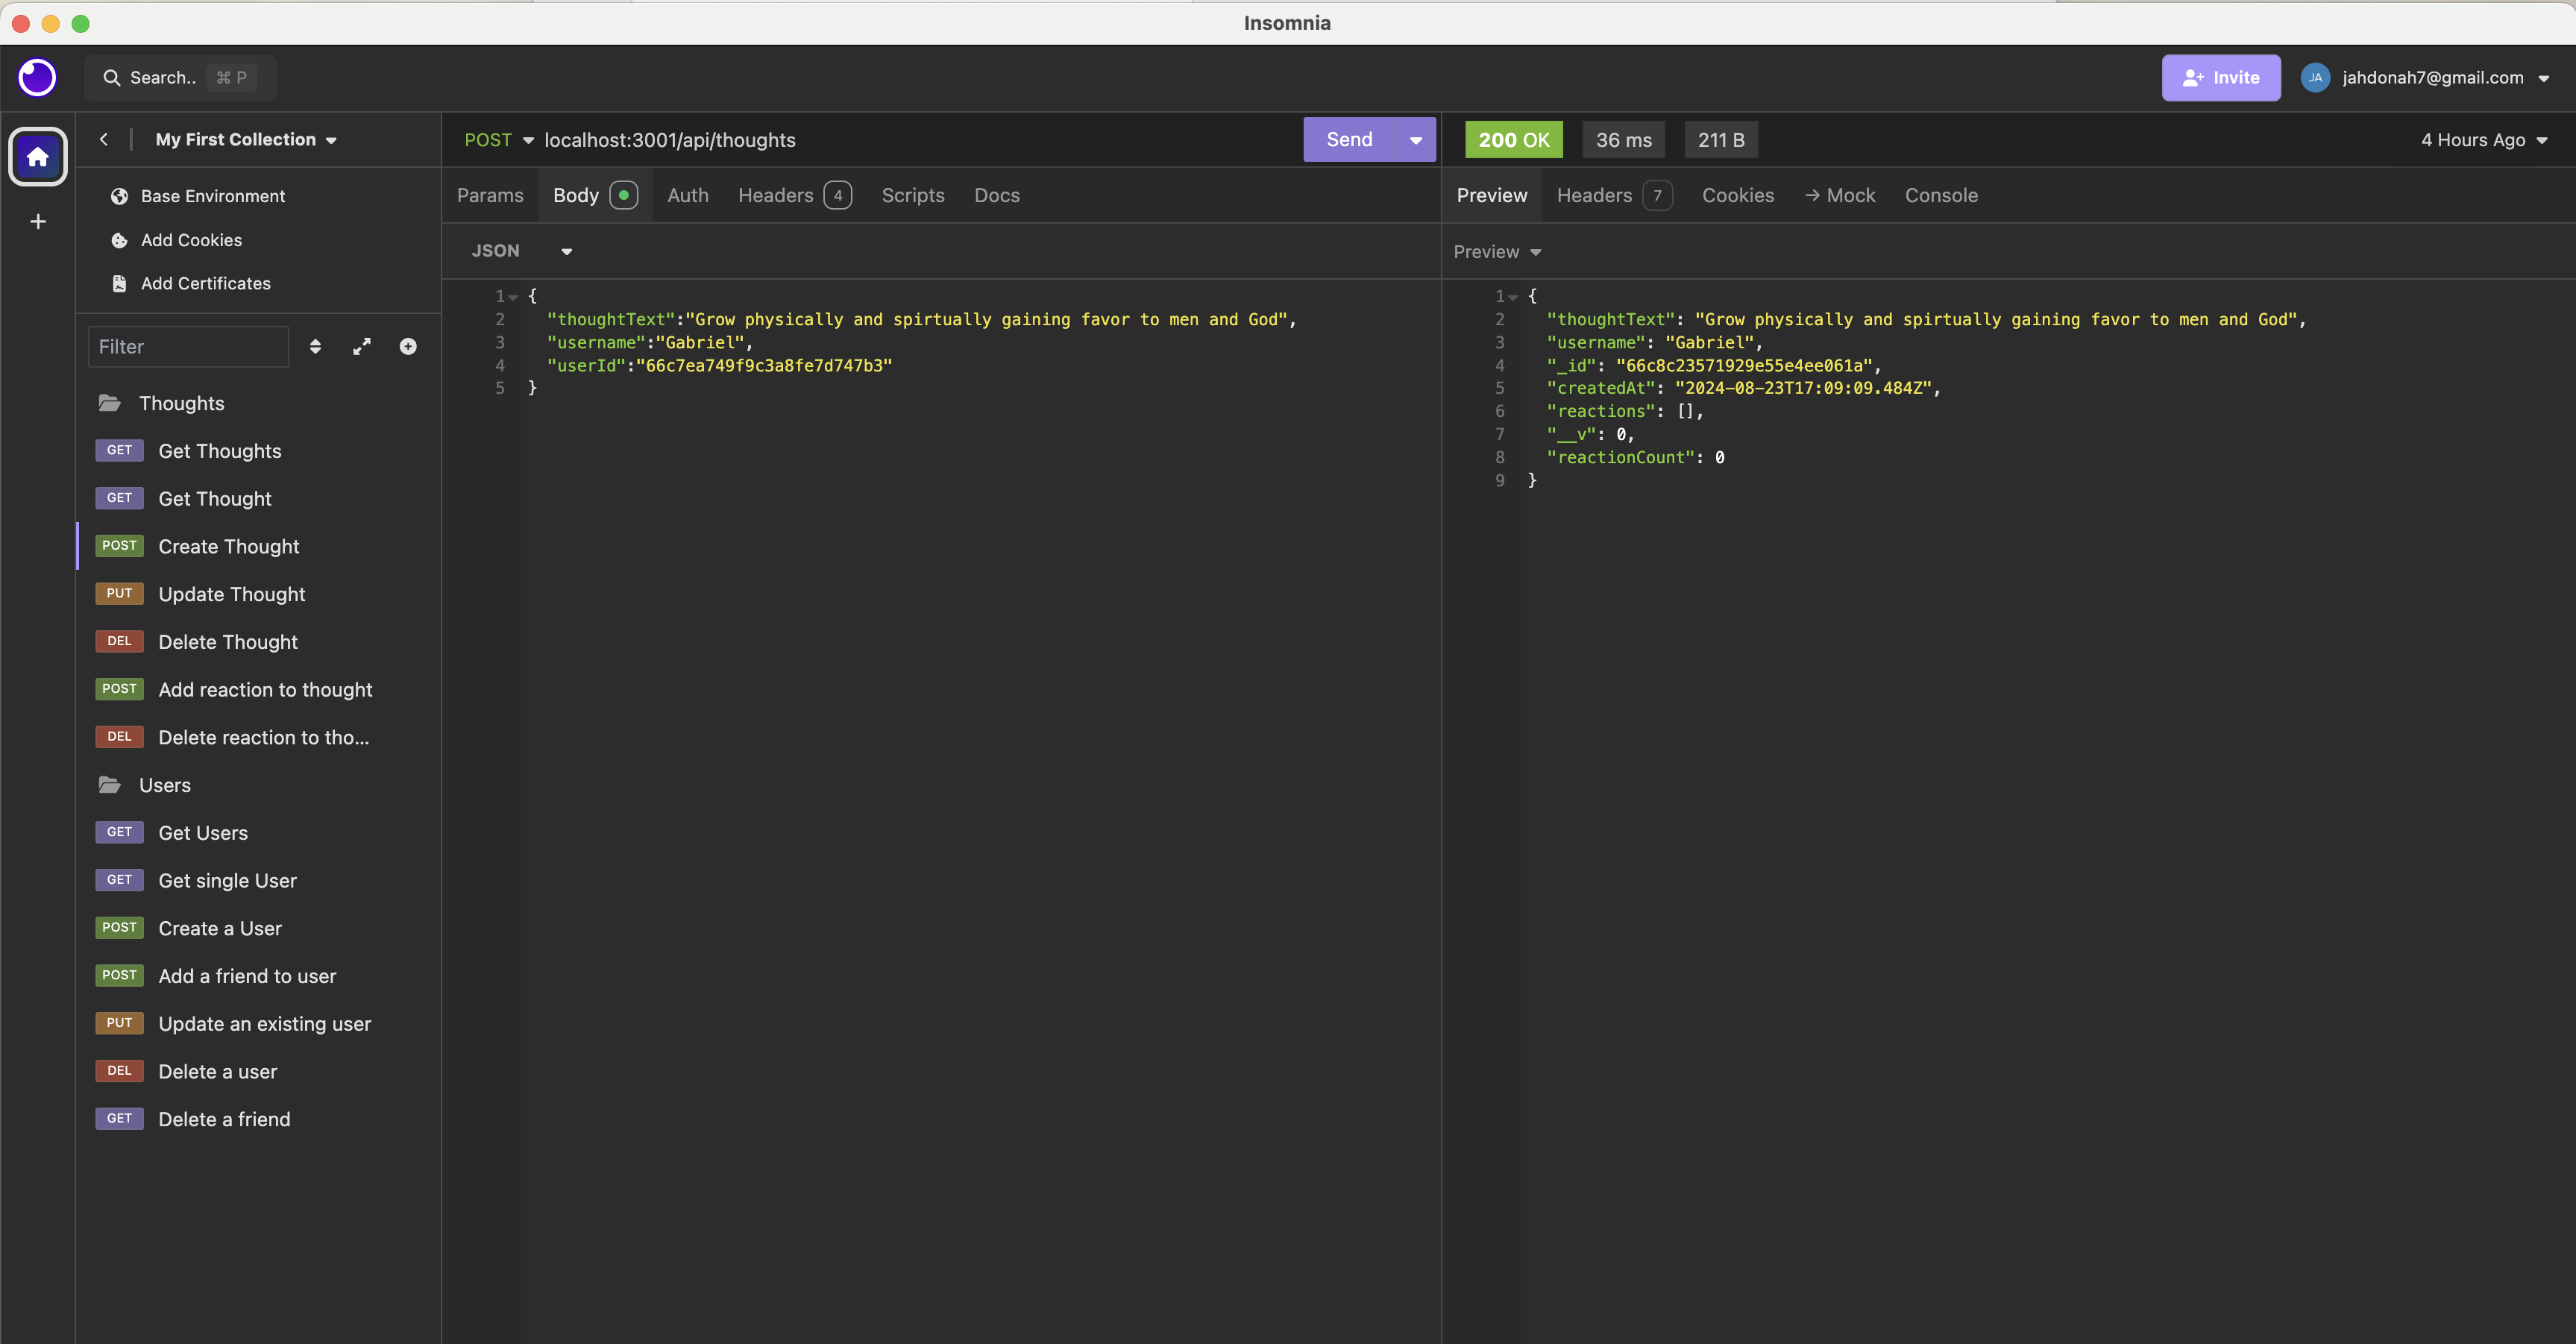 Insomnia
Search.. ⌘ P
Invite
JA
jahdonah7@gmail.com
My First Collection
Base Environment
Add Cookies
Add Certificates
Filter
Thoughts
GET Get Thoughts
GET Get Thought
POST Create Thought
PUT Update Thought
DEL Delete Thought
POST Add reaction to thought
DEL Delete reaction to tho...
Users
GET Get Users
GET Get single User
POST Create a User
POST Add a friend to user
PUT Update an existing user
DEL Delete a user
GET Delete a friend
POST localhost:3001/api/thoughts
Send
Params Body Auth Headers 4 Scripts Docs
JSON
1 {
2 "thoughtText":"Grow physically and spirtually gaining favor to men and God",
3 "username":"Gabriel",
4 "userId":"66c7ea749f9c3a8fe7d747b3"
5 }
200 OK 36 ms 211 B
4 Hours Ago
Preview Headers 7 Cookies → Mock Console
Preview
1 {
2 "thoughtText": "Grow physically and spirtually gaining favor to men and God",
3 "username": "Gabriel",
4 "_id": "66c8c23571929e55e4ee061a",
5 "createdAt": "2024-08-23T17:09:09.484Z",
6 "reactions": [],
7 "__v": 0,
8 "reactionCount": 0
9 }